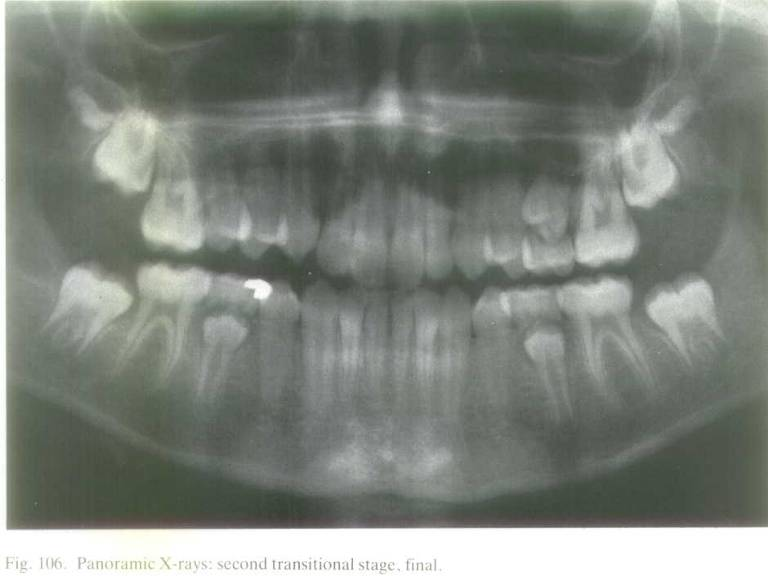 Fig. 106. Panoramic X-rays: second transitional stage, final.